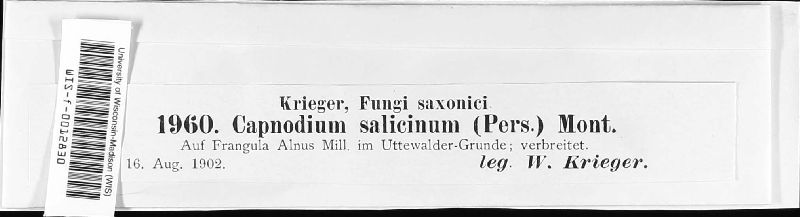 University of Wisconsin-Madison (WIS)
WIS-f-0012830
Krieger, Fungi saxonici
1960. Capnodium salicinum (Pers.) Mont.
Auf Frangula Alnus Mill. im Uttewalder-Grunde; verbreitet.
16. Aug. 1902.
leg. W. Krieger.